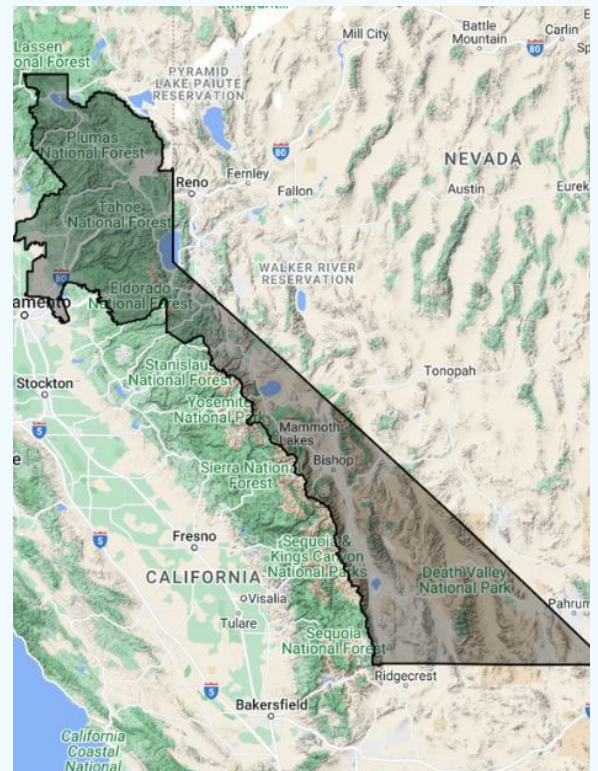 Lassen
onal Forest
Mill City
Battle
Mountain
Carlin
80
PYRAMID
LAKE PAIUTE
RESERVATION
Plumas
National Forest
80
NEVADA
Reno
Fernley
Fallon
Austin
Eurek
Tahoe
National Forest
WALKER RIVER
RESERVATION
80
Eldorado
National Forest
amento
Stockton
Stanislaus
National Forest
Tonopah
Yosemite
National Park
5
Mammoth
Lakes
Bishop
Sierra National
Forest
Fresno
5
Sequoia &
Kings Canyon
National Parks
CALIFORNIA
Visalia
Death Valley
National Park
Tulare
Pahrum
Sequoia
National Forest
Ridgecrest
5
Bakersfield
California
Coastal
National